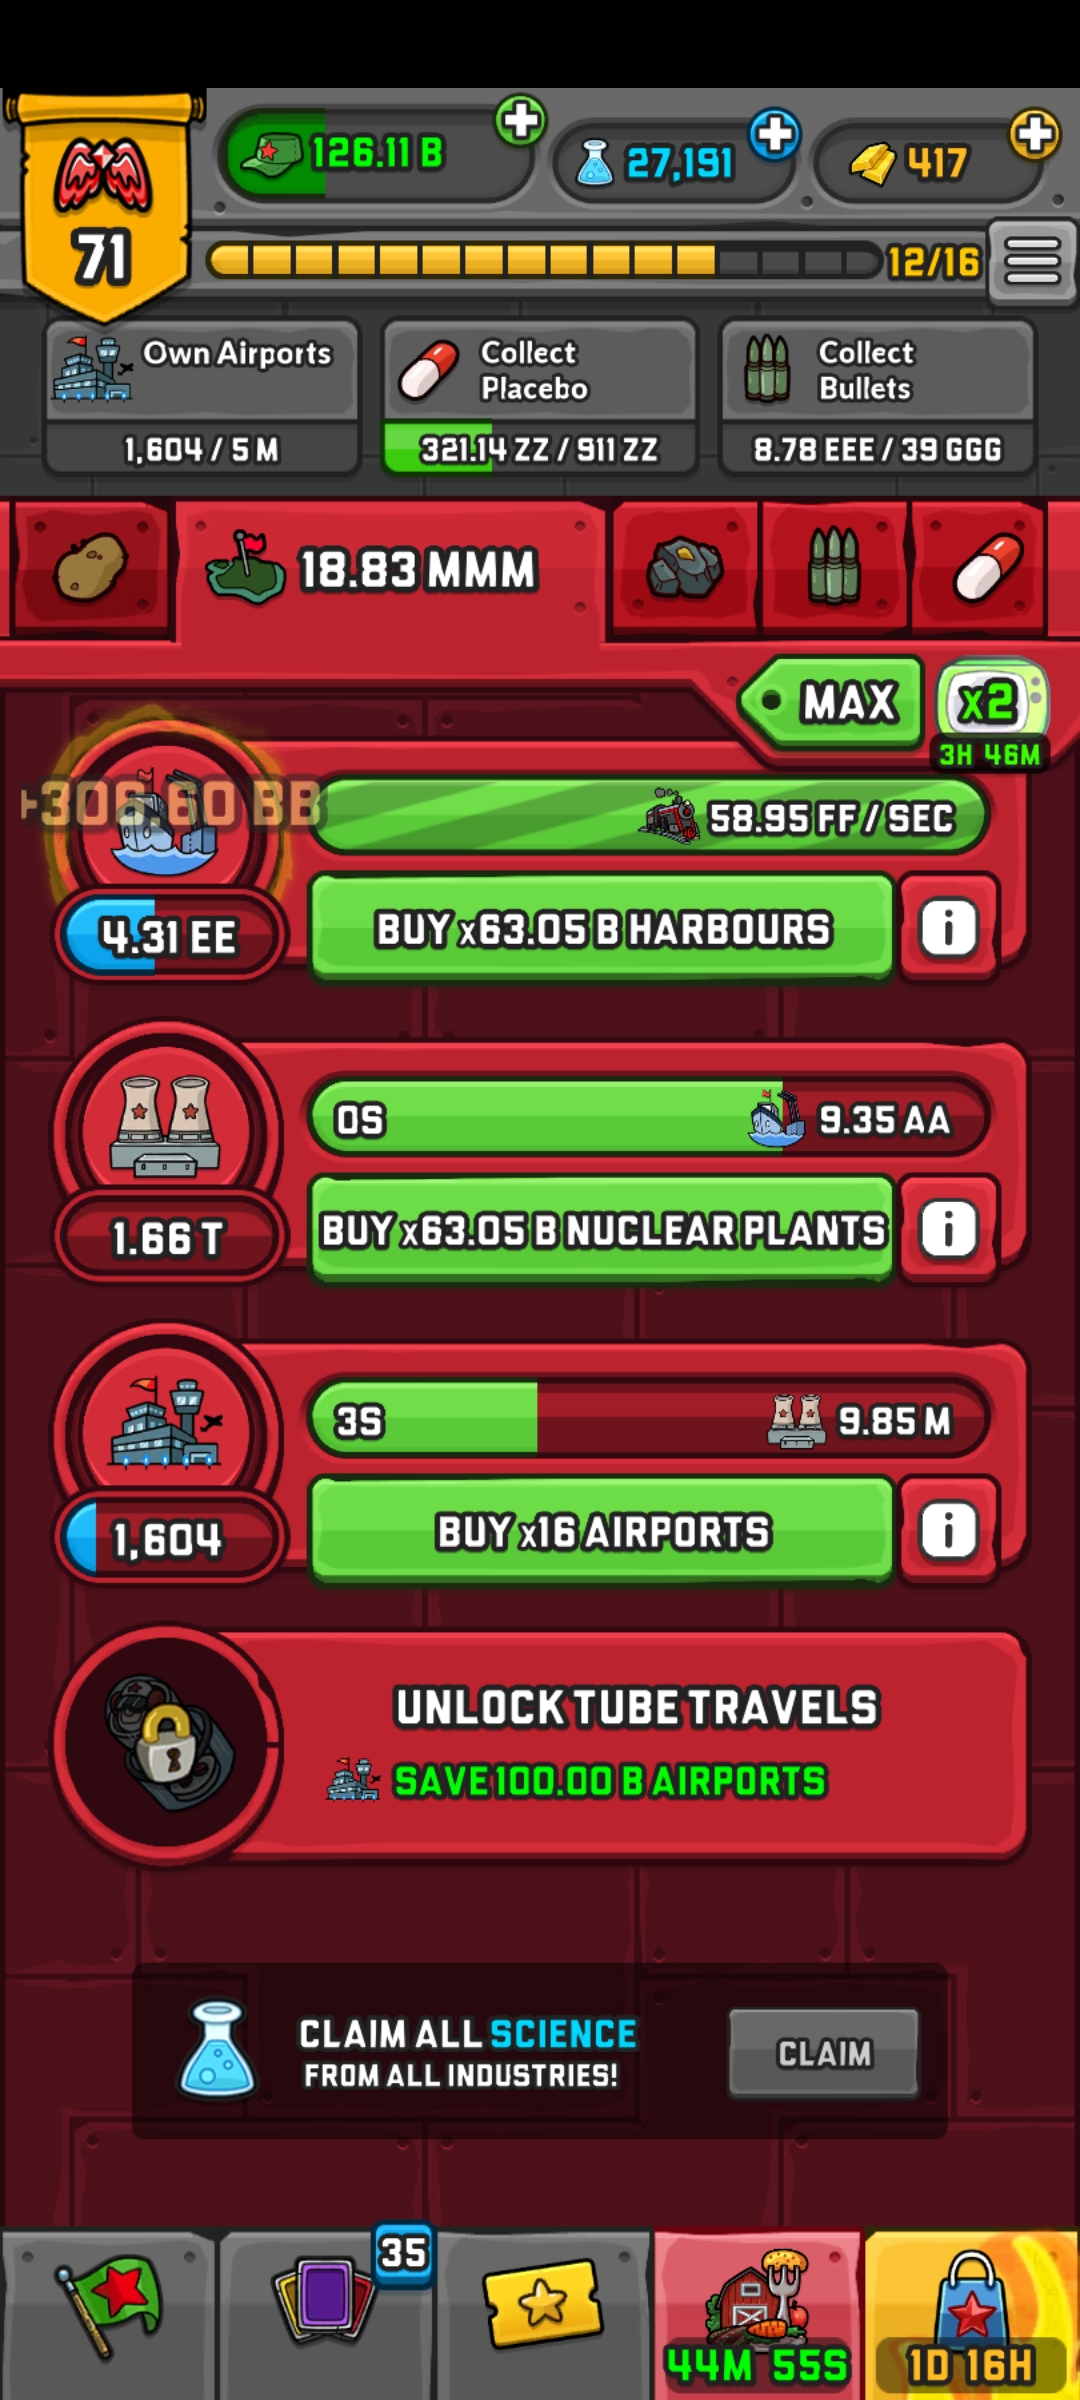 126.11 B
27,191
417
71
12/16
Own Airports
1,604 / 5 M
Collect
Placebo
321.14 ZZ / 911 ZZ
Collect
Bullets
8.78 EEE / 39 GGG
18.83 MMM
MAX
x2
3H 46M
+306.60 BB
58.95 FF / SEC
4.31 EE
BUY x63.05 B HARBOURS
i
0S
9.35 AA
1.66 T
BUY x63.05 B NUCLEAR PLANTS
i
3S
9.85 M
1,604
BUY x16 AIRPORTS
i
UNLOCK TUBE TRAVELS
SAVE 100.00 B AIRPORTS
CLAIM ALL SCIENCE
FROM ALL INDUSTRIES!
CLAIM
35
44M 55S
1D 16H